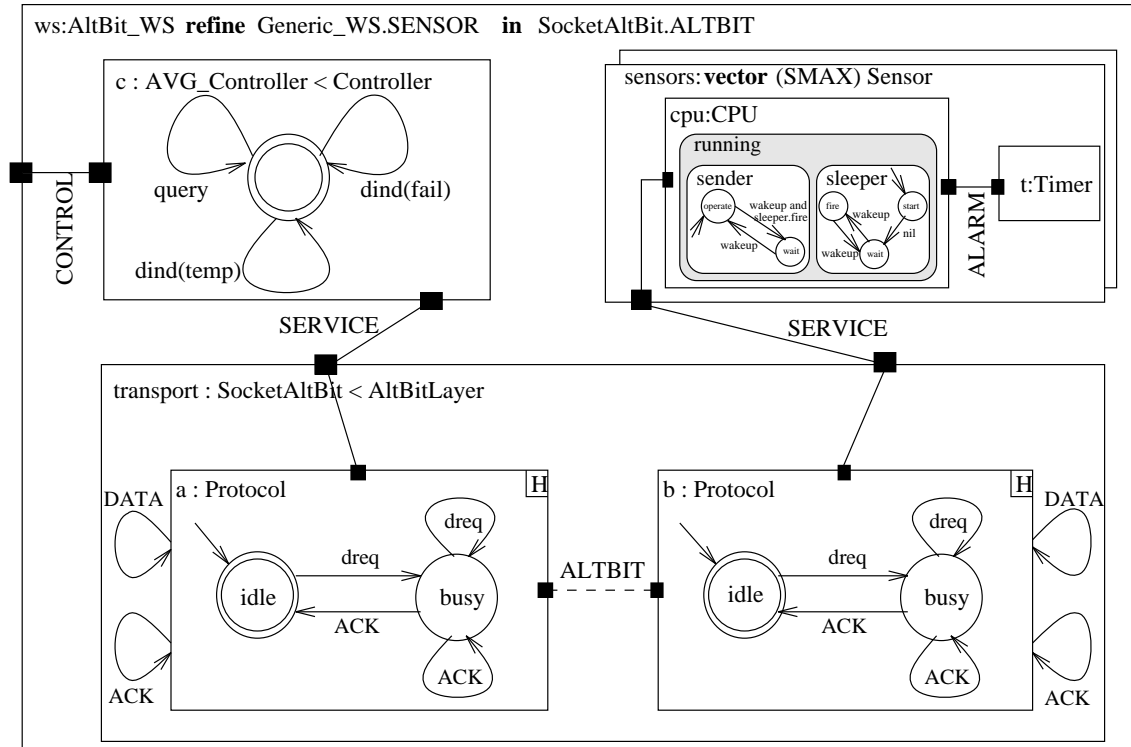 ws:AltBit_WS refine Generic_WS.SENSOR in SocketAltBit.ALTBIT
c : AVG_Controller < Controller
query
dind(fail)
dind(temp)
CONTROL
sensors: vector (SMAX) Sensor
cpu:CPU
running
sender
operate
wakeup and
sleeper.fire
wakeup
wait
sleeper
fire
start
wakeup
nil
wakeup
wait
ALARM
t:Timer
SERVICE
SERVICE
transport : SocketAltBit < AltBitLayer
a : Protocol
H
DATA
ACK
idle
dreq
dreq
busy
ACK
ACK
ALTBIT
b : Protocol
H
idle
dreq
dreq
busy
ACK
ACK
DATA
ACK